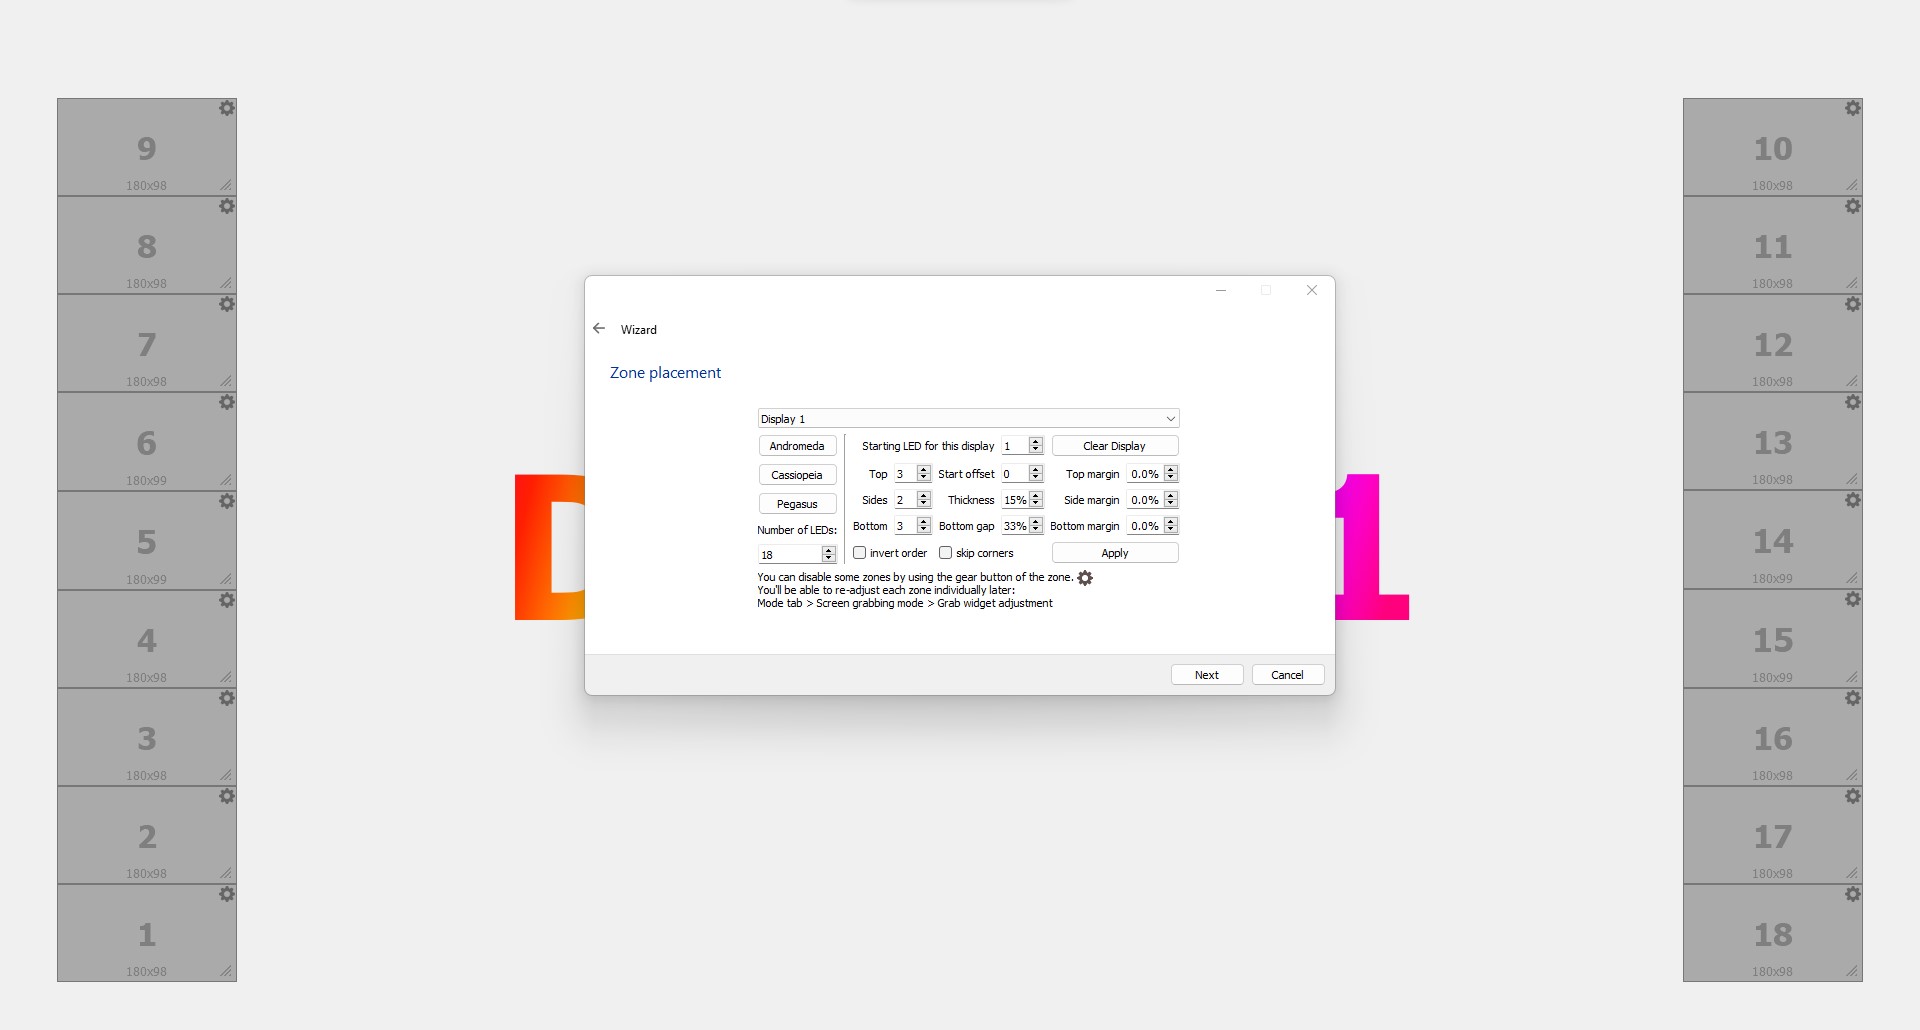 9
180x98
8
180x98
7
180x98
6
180x99
5
180x99
4
180x98
3
180x98
2
180x98
1
180x98
D
1
Wizard
Zone placement
Display 1
Andromeda
Starting LED for this display 1
Clear Display
Cassiopeia
Top 3 Start offset 0 Top margin 0.0%
Pegasus
Sides 2 Thickness 15% Side margin 0.0%
Number of LEDs:
Bottom 3 Bottom gap 33% Bottom margin 0.0%
18
invert order skip corners Apply
You can disable some zones by using the gear button of the zone.
You'll be able to re-adjust each zone individually later:
Mode tab > Screen grabbing mode > Grab widget adjustment
Next Cancel
10
180x98
11
180x98
12
180x98
13
180x98
14
180x99
15
180x99
16
180x98
17
180x98
18
180x98